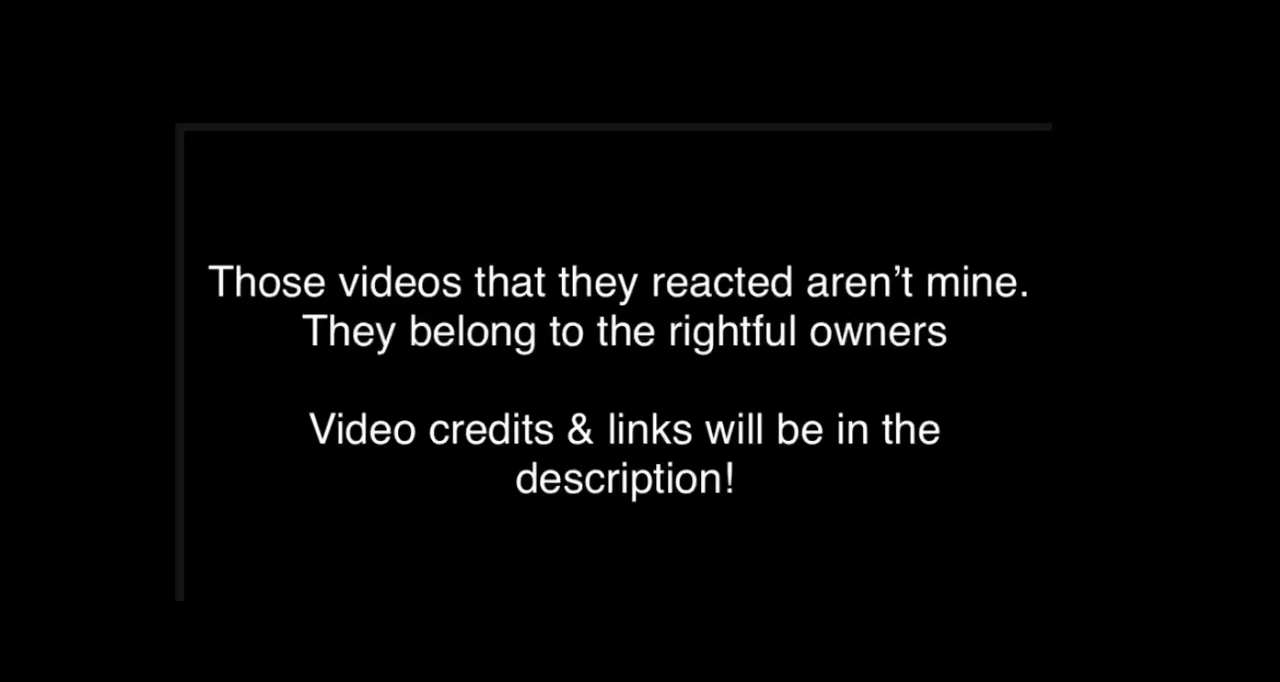 Those videos that they reacted aren’t mine.
They belong to the rightful owners
Video credits & links will be in the
description!